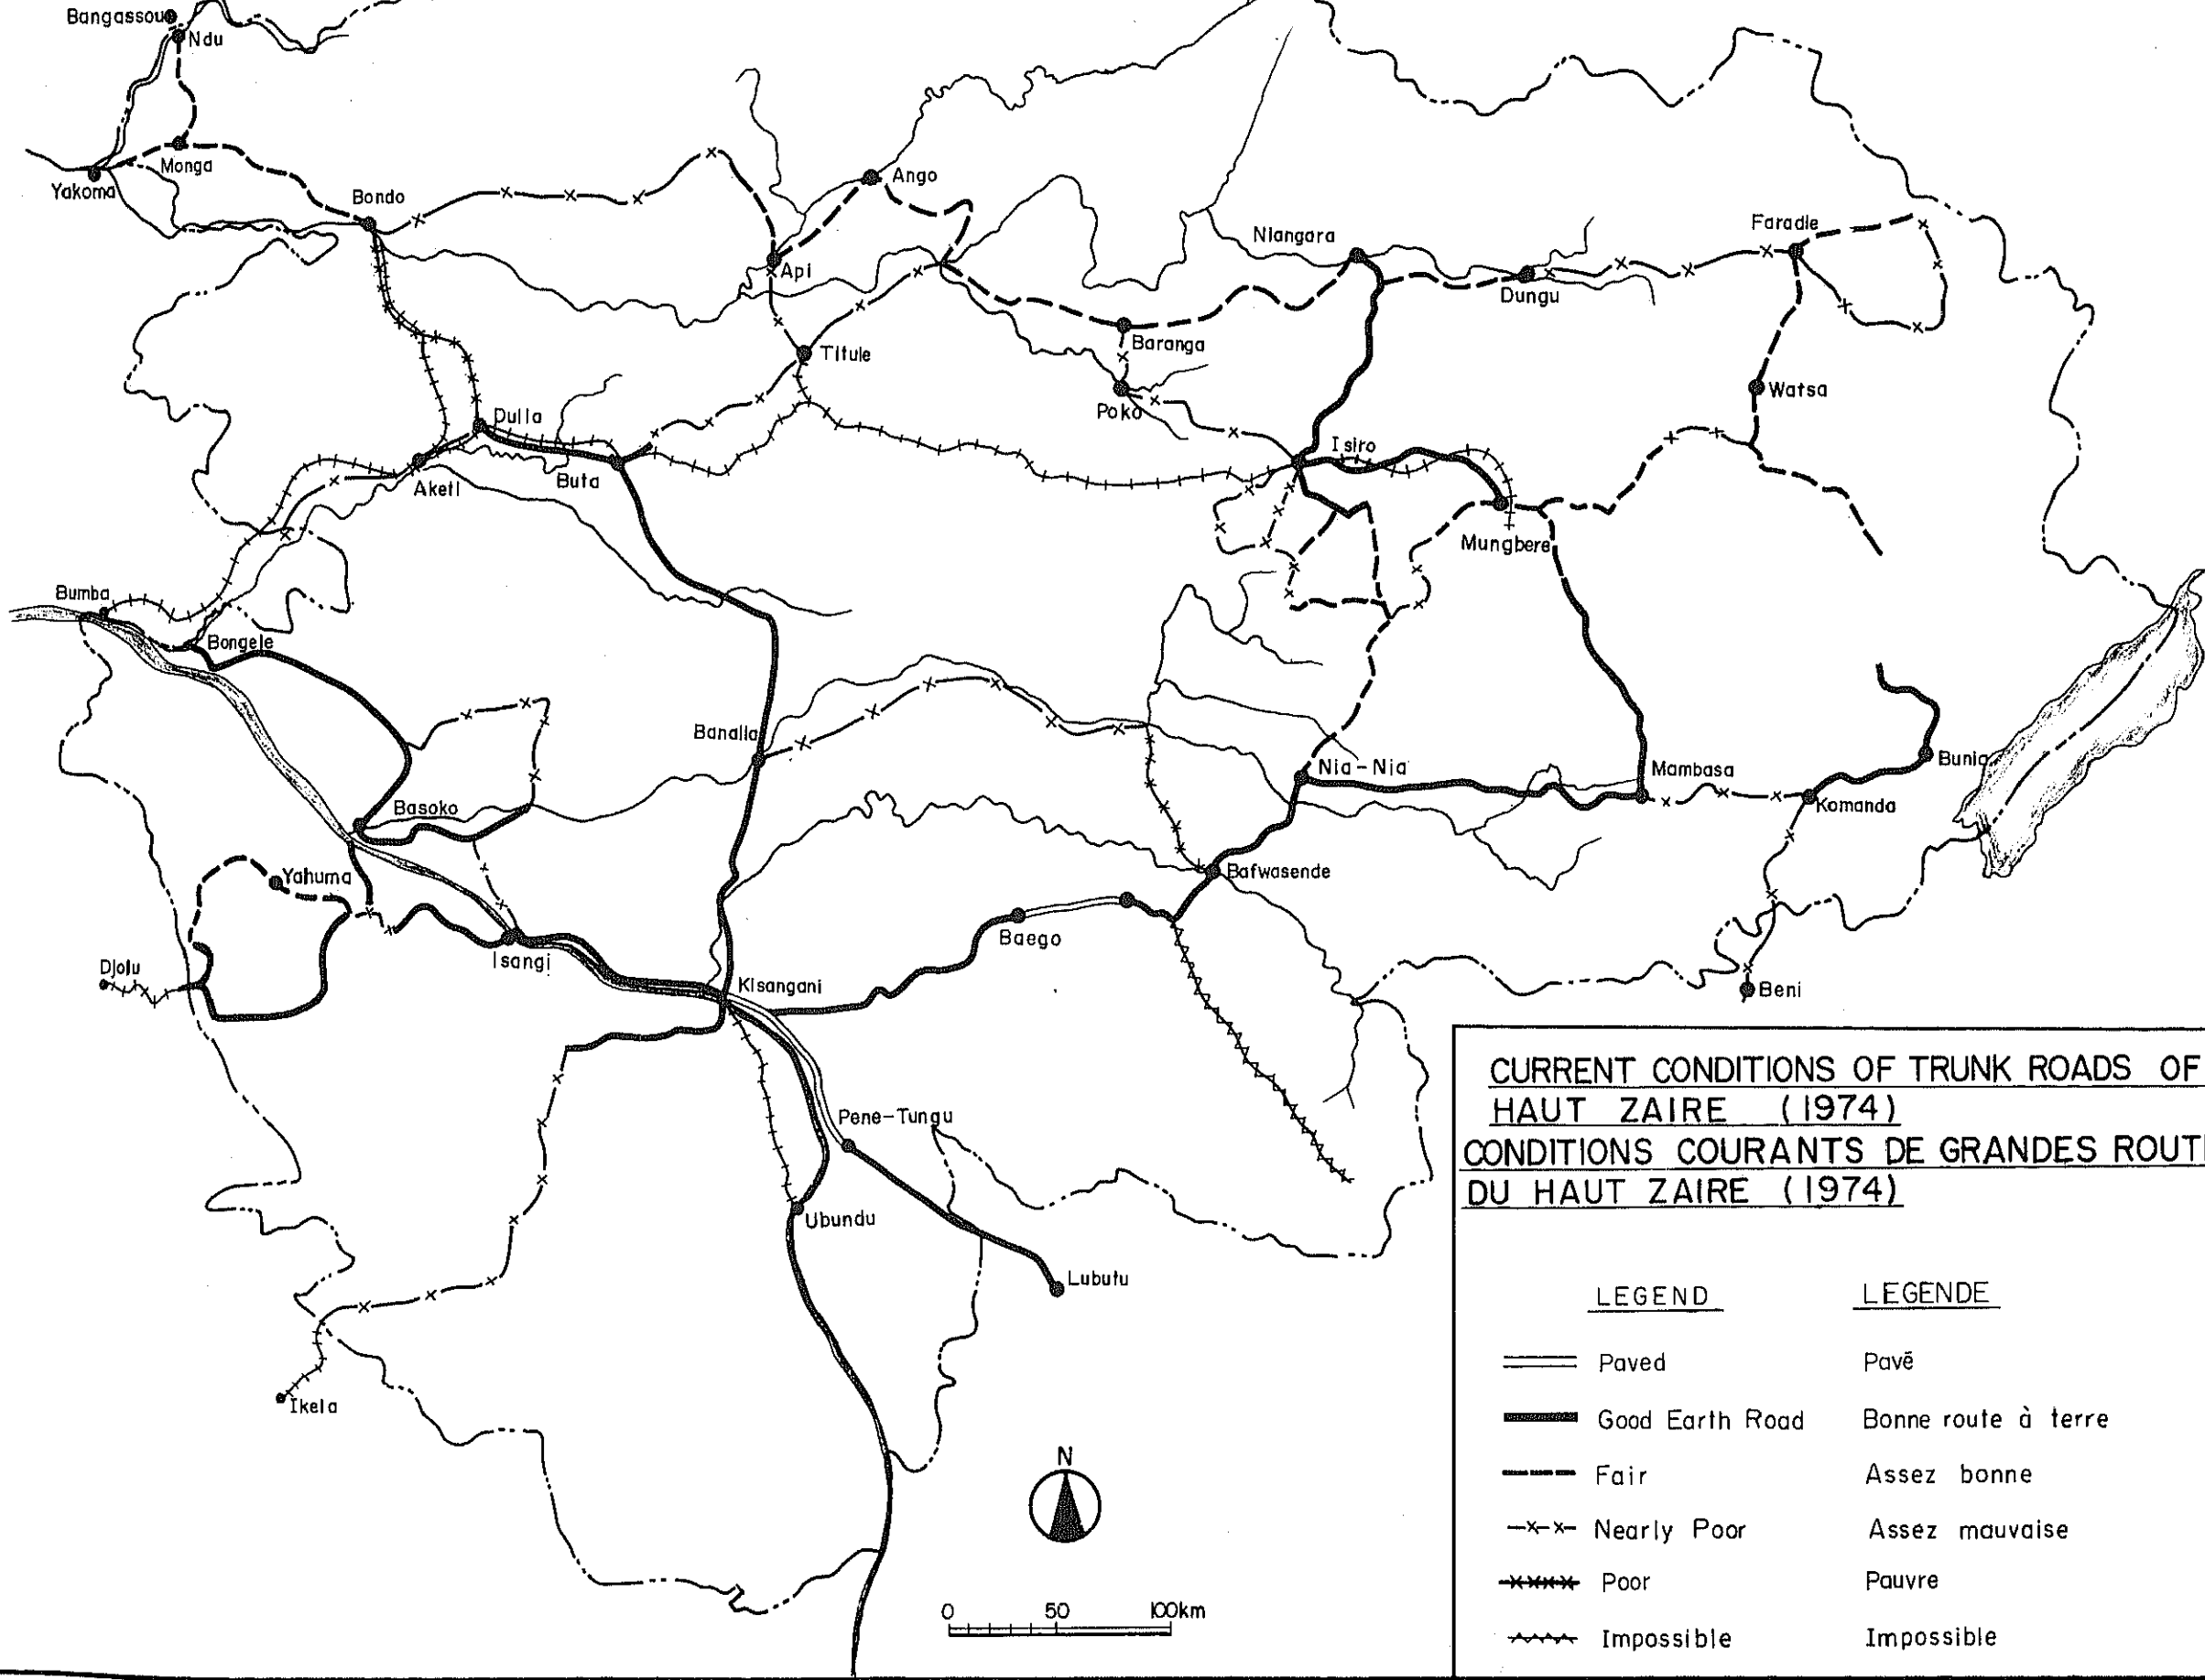 Bangassou
Ndu
Monga
Yakoma
Bondo
Ango
Api
Niangara
Dungu
Faradje
Titule
Baranga
Poko
Watsa
Dulia
Aketi
Buta
Isiro
Mungbere
Bumba
Bongele
Banalia
Nia-Nia
Mambasa
Bunia
Komanda
Basoko
Yahuma
Bafwasende
Baego
Isangi
Djolu
Kisangani
Beni
Pene-Tungu
Ubundu
Lubutu
Ikela
N
0 50 100km
CURRENT CONDITIONS OF TRUNK ROADS OF
HAUT ZAIRE (1974)
CONDITIONS COURANTS DE GRANDES ROUT
DU HAUT ZAIRE (1974)
LEGEND LEGENDE
Paved Pavé
Good Earth Road Bonne route à terre
Fair Assez bonne
Nearly Poor Assez mauvaise
Poor Pauvre
Impossible Impossible